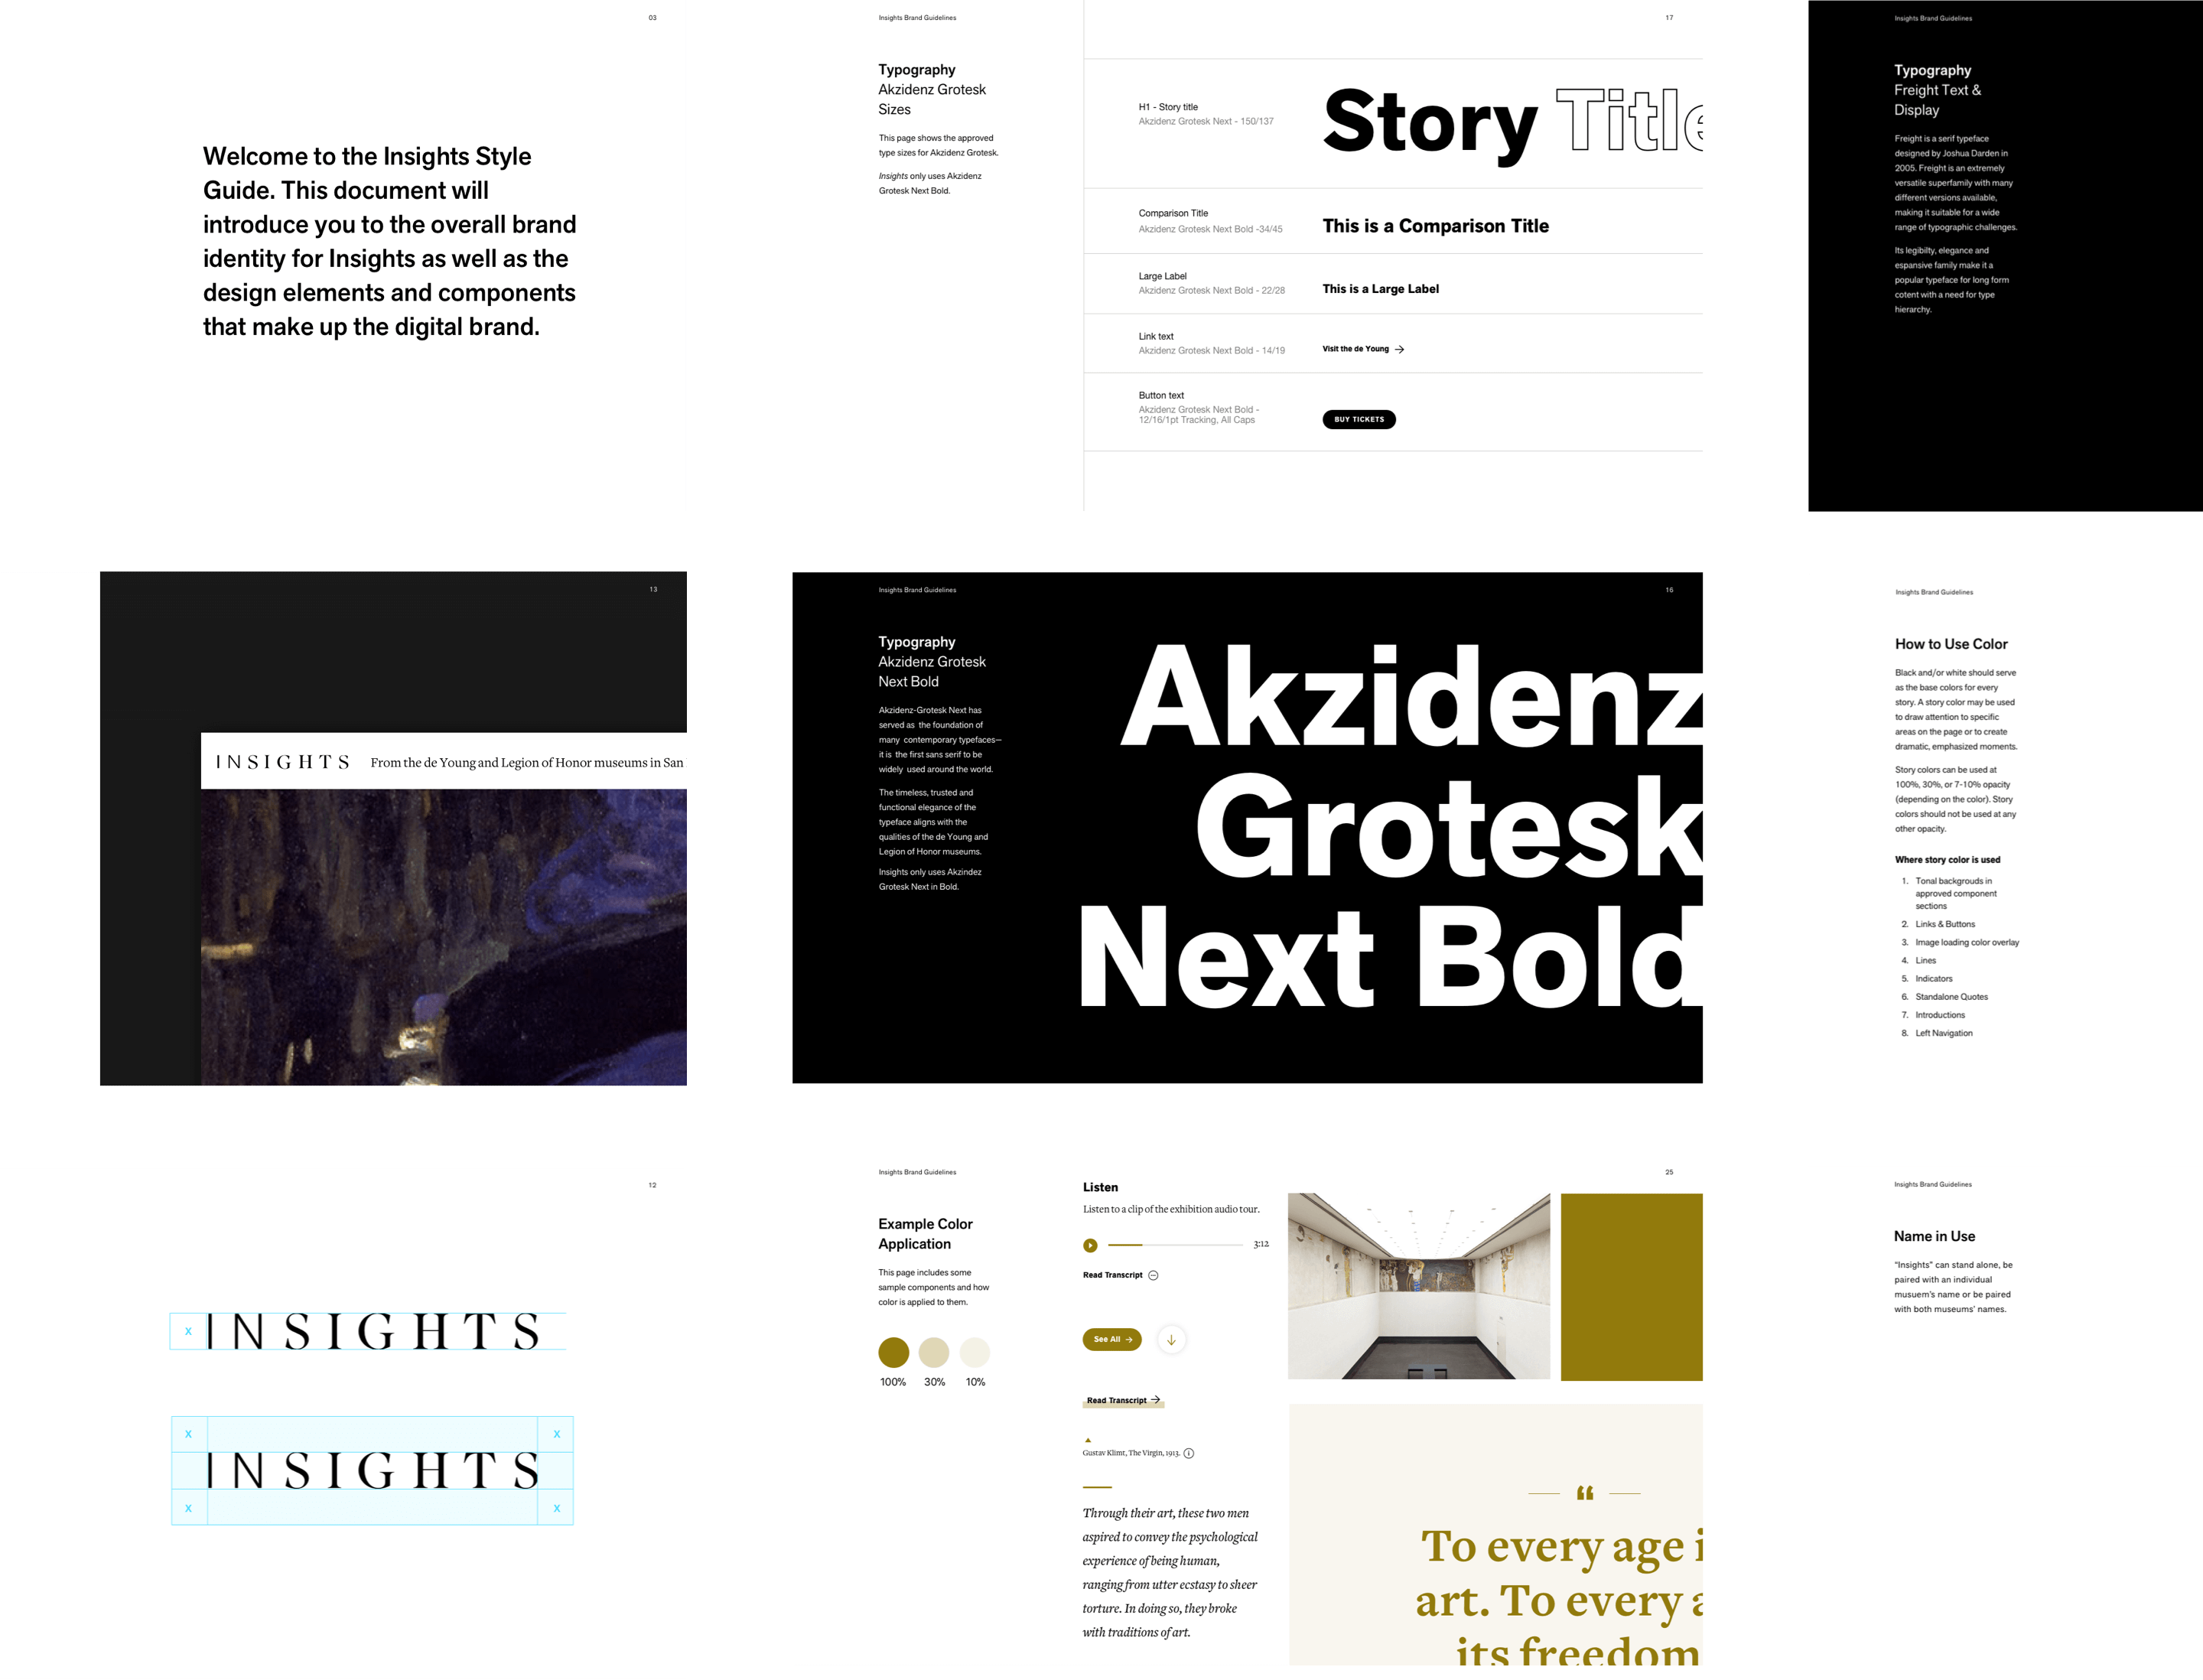 03
Welcome to the Insights Style
Guide. This document will
introduce you to the overall brand
identity for Insights as well as the
design elements and components
that make up the digital brand.
Insights Brand Guidelines
17
Typography
Akzidenz Grotesk
Sizes
This page shows the approved
type sizes for Akzidenz Grotesk.
Insights only uses Akzidenz
Grotesk Next Bold.
H1 - Story title
Akzidenz Grotesk Next - 150/137
Story Title
Comparison Title
Akzidenz Grotesk Next Bold -34/45
This is a Comparison Title
Large Label
Akzidenz Grotesk Next Bold - 22/28
This is a Large Label
Link text
Akzidenz Grotesk Next Bold - 14/19
Visit the de Young →
Button text
Akzidenz Grotesk Next Bold -
12/16/1pt Tracking, All Caps
BUY TICKETS
Insights Brand Guidelines
Typography
Freight Text &
Display
Freight is a serif typeface
designed by Joshua Darden in
2005. Freight is an extremely
versatile superfamily with many
different versions available,
making it suitable for a wide
range of typographic challenges.
Its legibilty, elegance and
espansive family make it a
popular typeface for long form
cotent with a need for type
hierarchy.
13
INSIGHTS
From the de Young and Legion of Honor museums in San
Insights Brand Guidelines
16
Typography
Akzidenz Grotesk
Next Bold
Akzidenz-Grotesk Next has
served as the foundation of
many contemporary typefaces—
it is the first sans serif to be
widely used around the world.
The timeless, trusted and
functional elegance of the
typeface aligns with the
qualities of the de Young and
Legion of Honor museums.
Insights only uses Akzindez
Grotesk Next in Bold.
Akzidenz
Grotesk
Next Bold
Insights Brand Guidelines
How to Use Color
Black and/or white should serve
as the base colors for every
story. A story color may be used
to draw attention to specific
areas on the page or to create
dramatic, emphasized moments.
Story colors can be used at
100%, 30%, or 7-10% opacity
(depending on the color). Story
colors should not be used at any
other opacity.
Where story color is used
1. Tonal backgrouds in
approved component
sections
2. Links & Buttons
3. Image loading color overlay
4. Lines
5. Indicators
6. Standalone Quotes
7. Introductions
8. Left Navigation
12
X
INSIGHTS
X X
INSIGHTS
X X
Insights Brand Guidelines
25
Example Color
Application
This page includes some
sample components and how
color is applied to them.
100% 30% 10%
Listen
Listen to a clip of the exhibition audio tour.
3:12
Read Transcript
See All →
Read Transcript →
Gustav Klimt, The Virgin, 1913.
Through their art, these two men
aspired to convey the psychological
experience of being human,
ranging from utter ecstasy to sheer
torture. In doing so, they broke
with traditions of art.
“
To every age i
art. To every a
its freedom
Insights Brand Guidelines
Name in Use
“Insights” can stand alone, be
paired with an individual
musuem’s name or be paired
with both museums’ names.